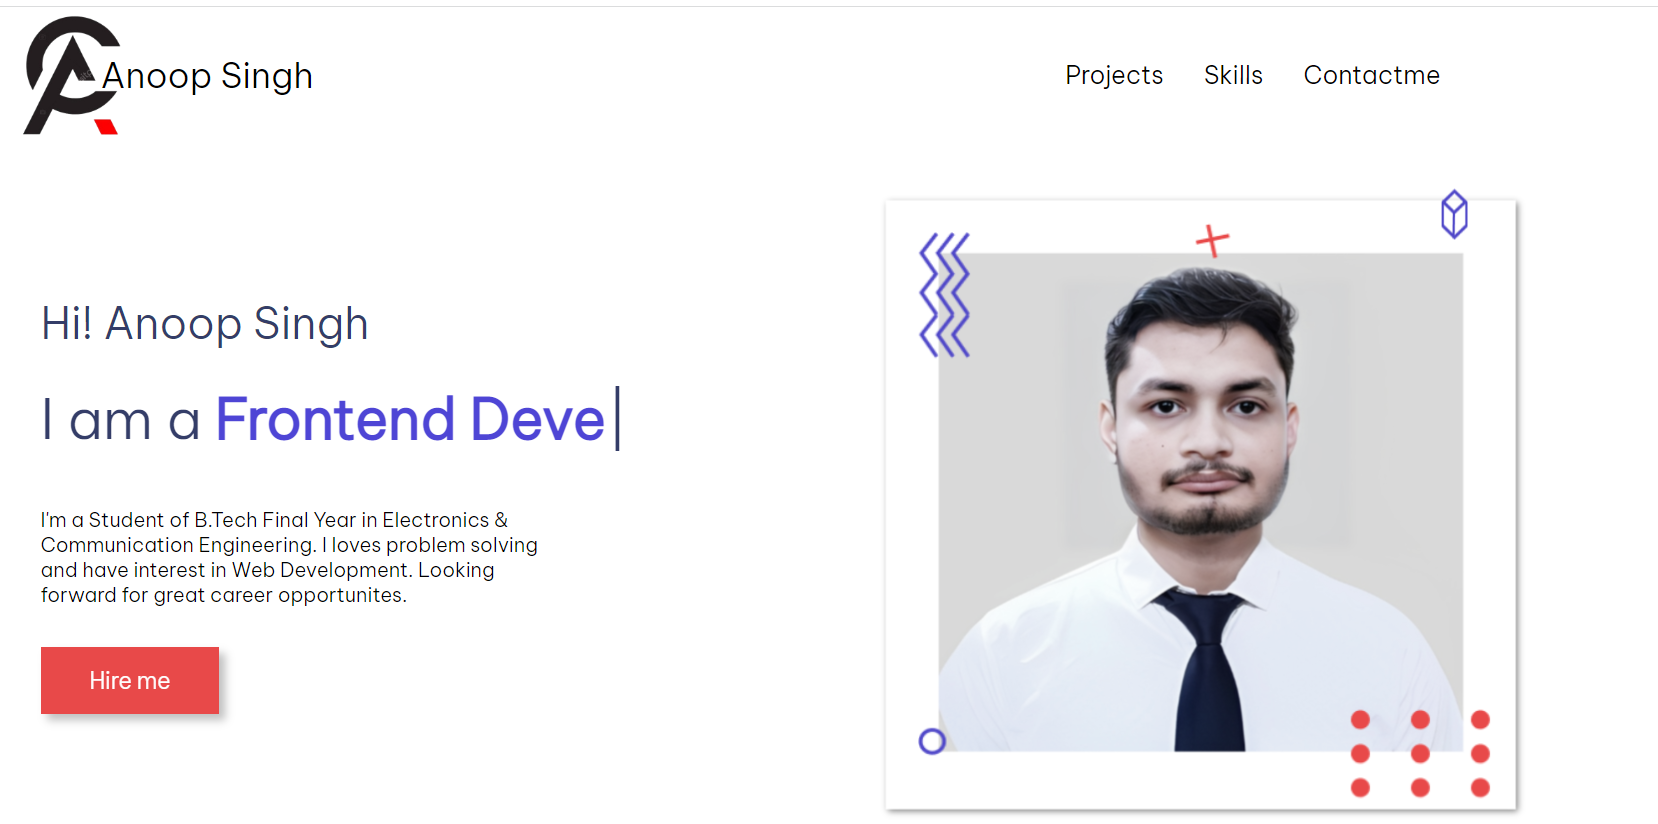 Anoop Singh
Projects Skills Contactme
Hi! Anoop Singh
I am a Frontend Deve
I'm a Student of B.Tech Final Year in Electronics &
Communication Engineering. I loves problem solving
and have interest in Web Development. Looking
forward for great career opportunites.
Hire me